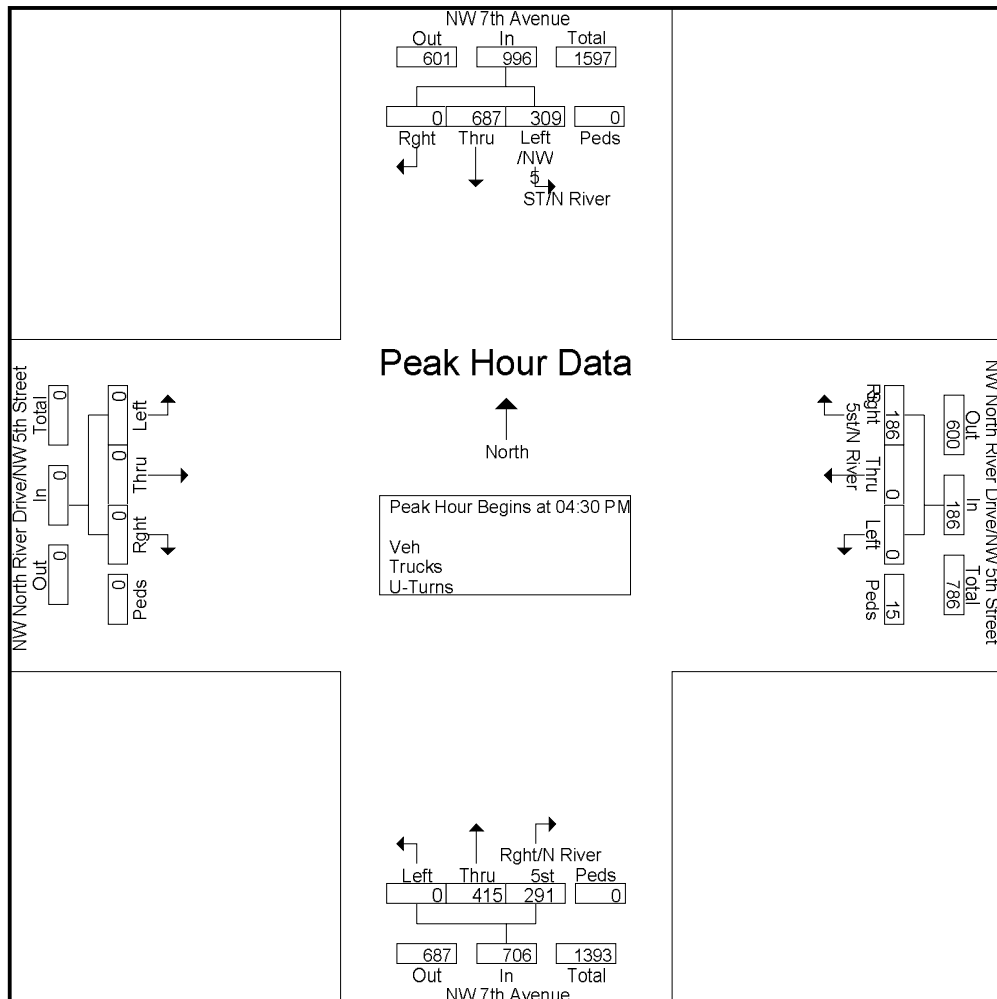 NW 7th Avenue
Out In Total
601 996 1597
0 687 309 0
Rght Thru Left Peds
/NW
5
ST/N River
Peak Hour Data
North
Peak Hour Begins at 04:30 PM
Veh
Trucks
U-Turns
NW North River Drive/NW 5th Street
Total In Out
0 0 0
0 0 0 0
Left Thru Rght Peds
NW North River Drive/NW 5th Street
Out In Total
600 186 786
186 0 0 15
Rght Thru Left Peds
5st/N River
Rght/N River
Left Thru 5st Peds
0 415 291 0
687 706 1393
Out In Total
NW 7th Avenue